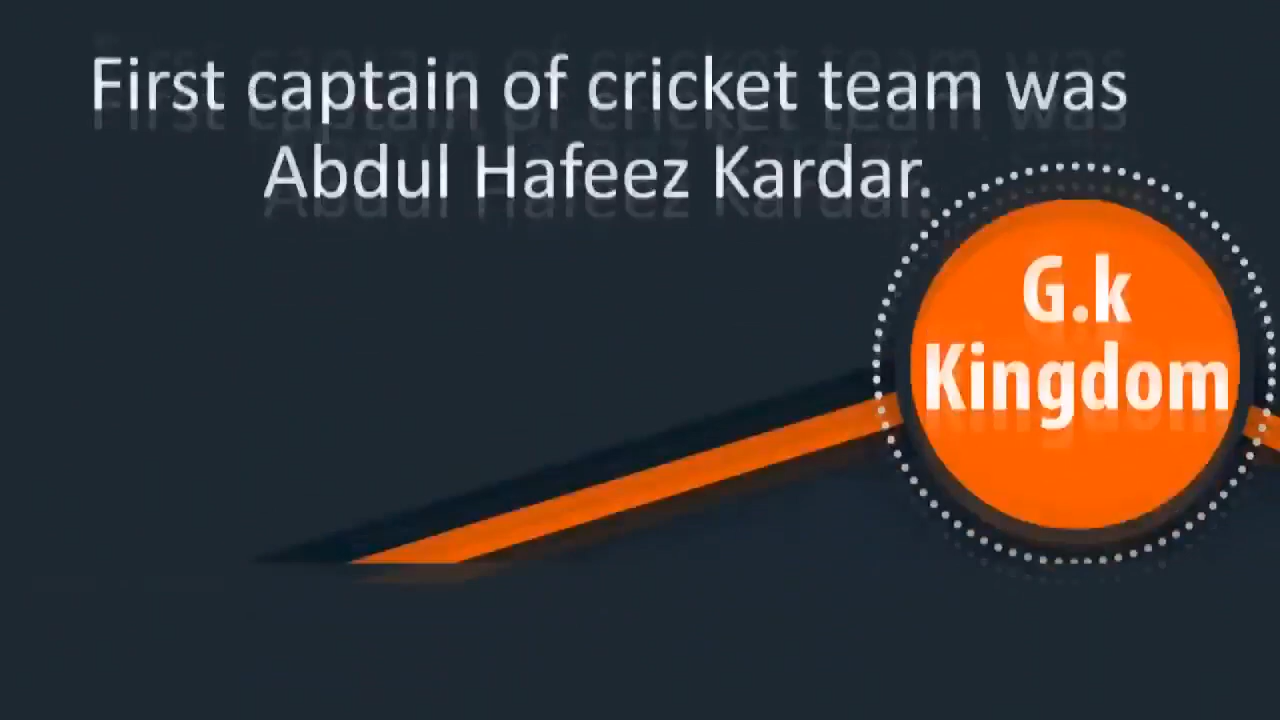 First captain of cricket team was
Abdul Hafeez Kardar.
G.k
Kingdom